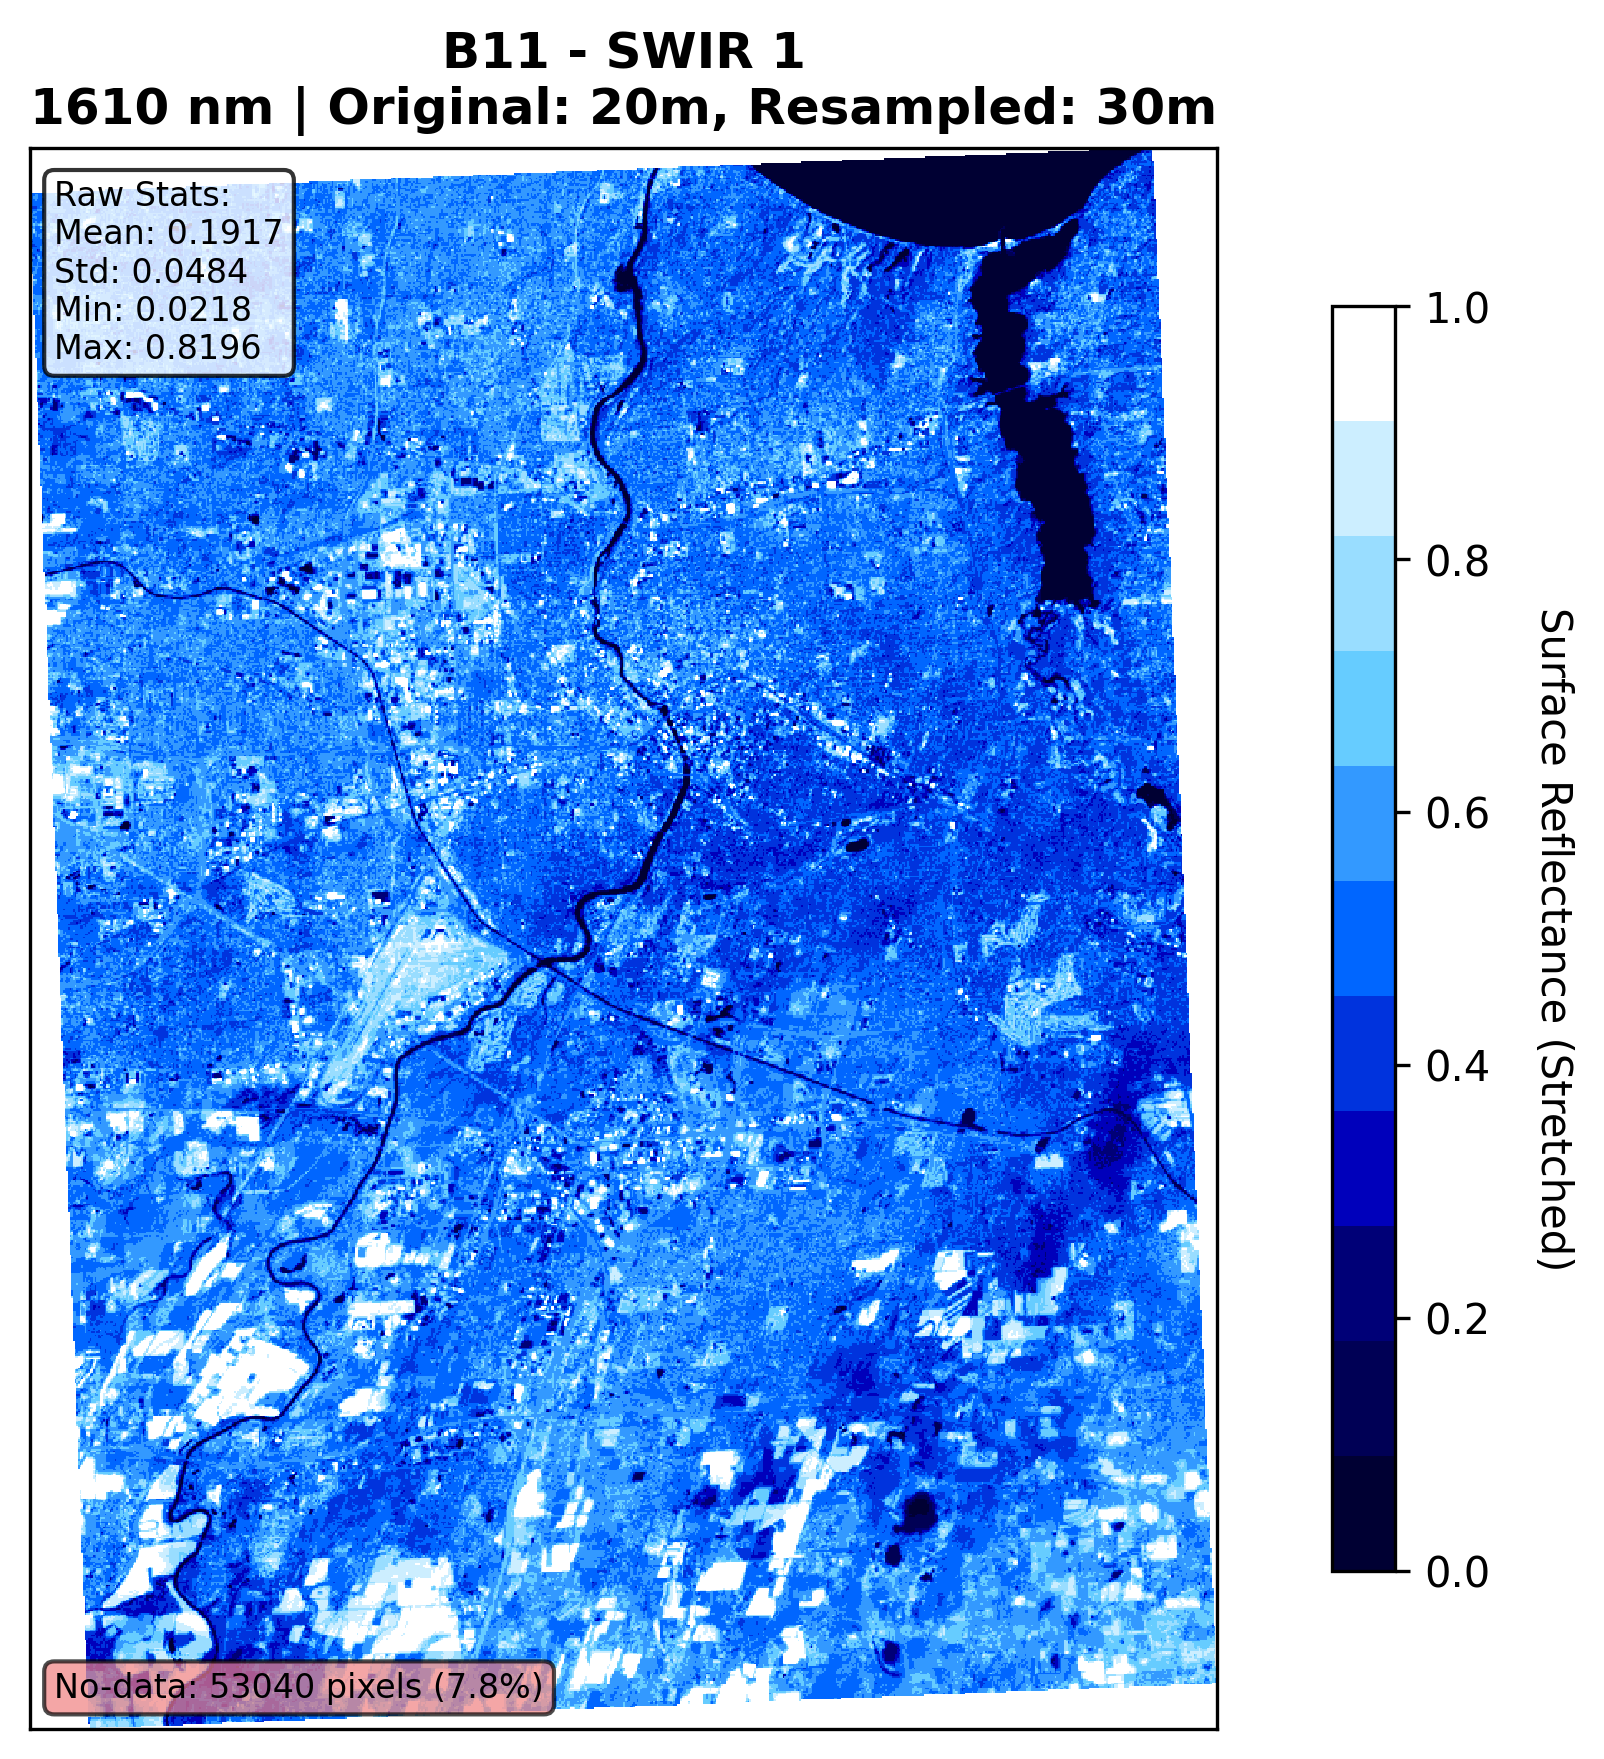 B11 - SWIR 1
1610 nm | Original: 20m, Resampled: 30m
Raw Stats:
Mean: 0.1917
Std: 0.0484
Min: 0.0218
Max: 0.8196
1.0
0.8
0.6
0.4
0.2
0.0
Surface Reflectance (Stretched)
No-data: 53040 pixels (7.8%)